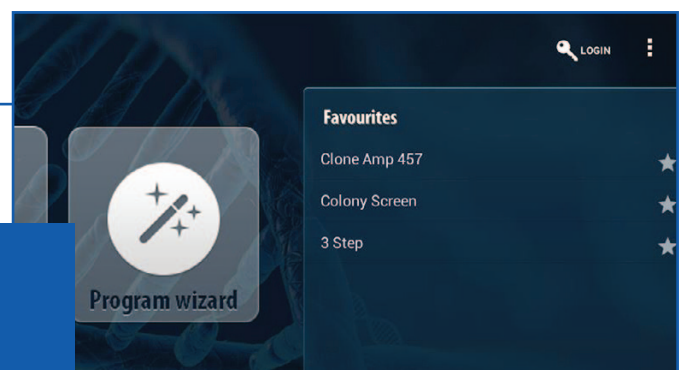 LOGIN
Favourites
Clone Amp 457
Colony Screen
3 Step
Program wizard